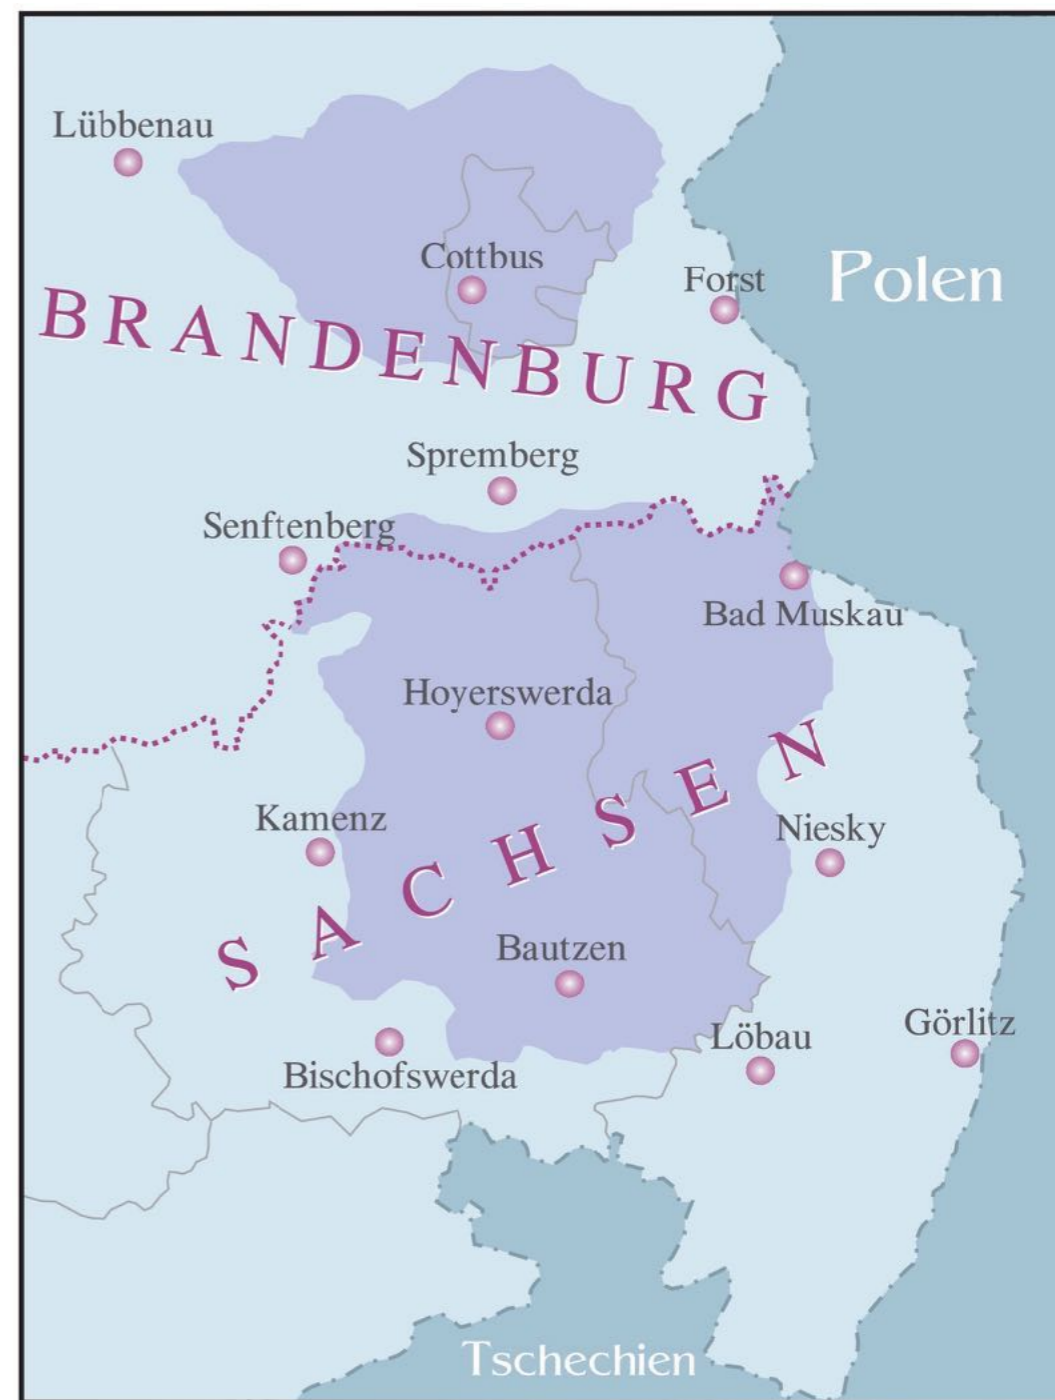 Lübbenau
Cottbus
Forst
Polen
BRANDENBURG
Spremberg
Senftenberg
Bad Muskau
Hoyerswerda
SACHSEN
Kamenz
Niesky
Bautzen
Görlitz
Löbau
Bischofswerda
Tschechien